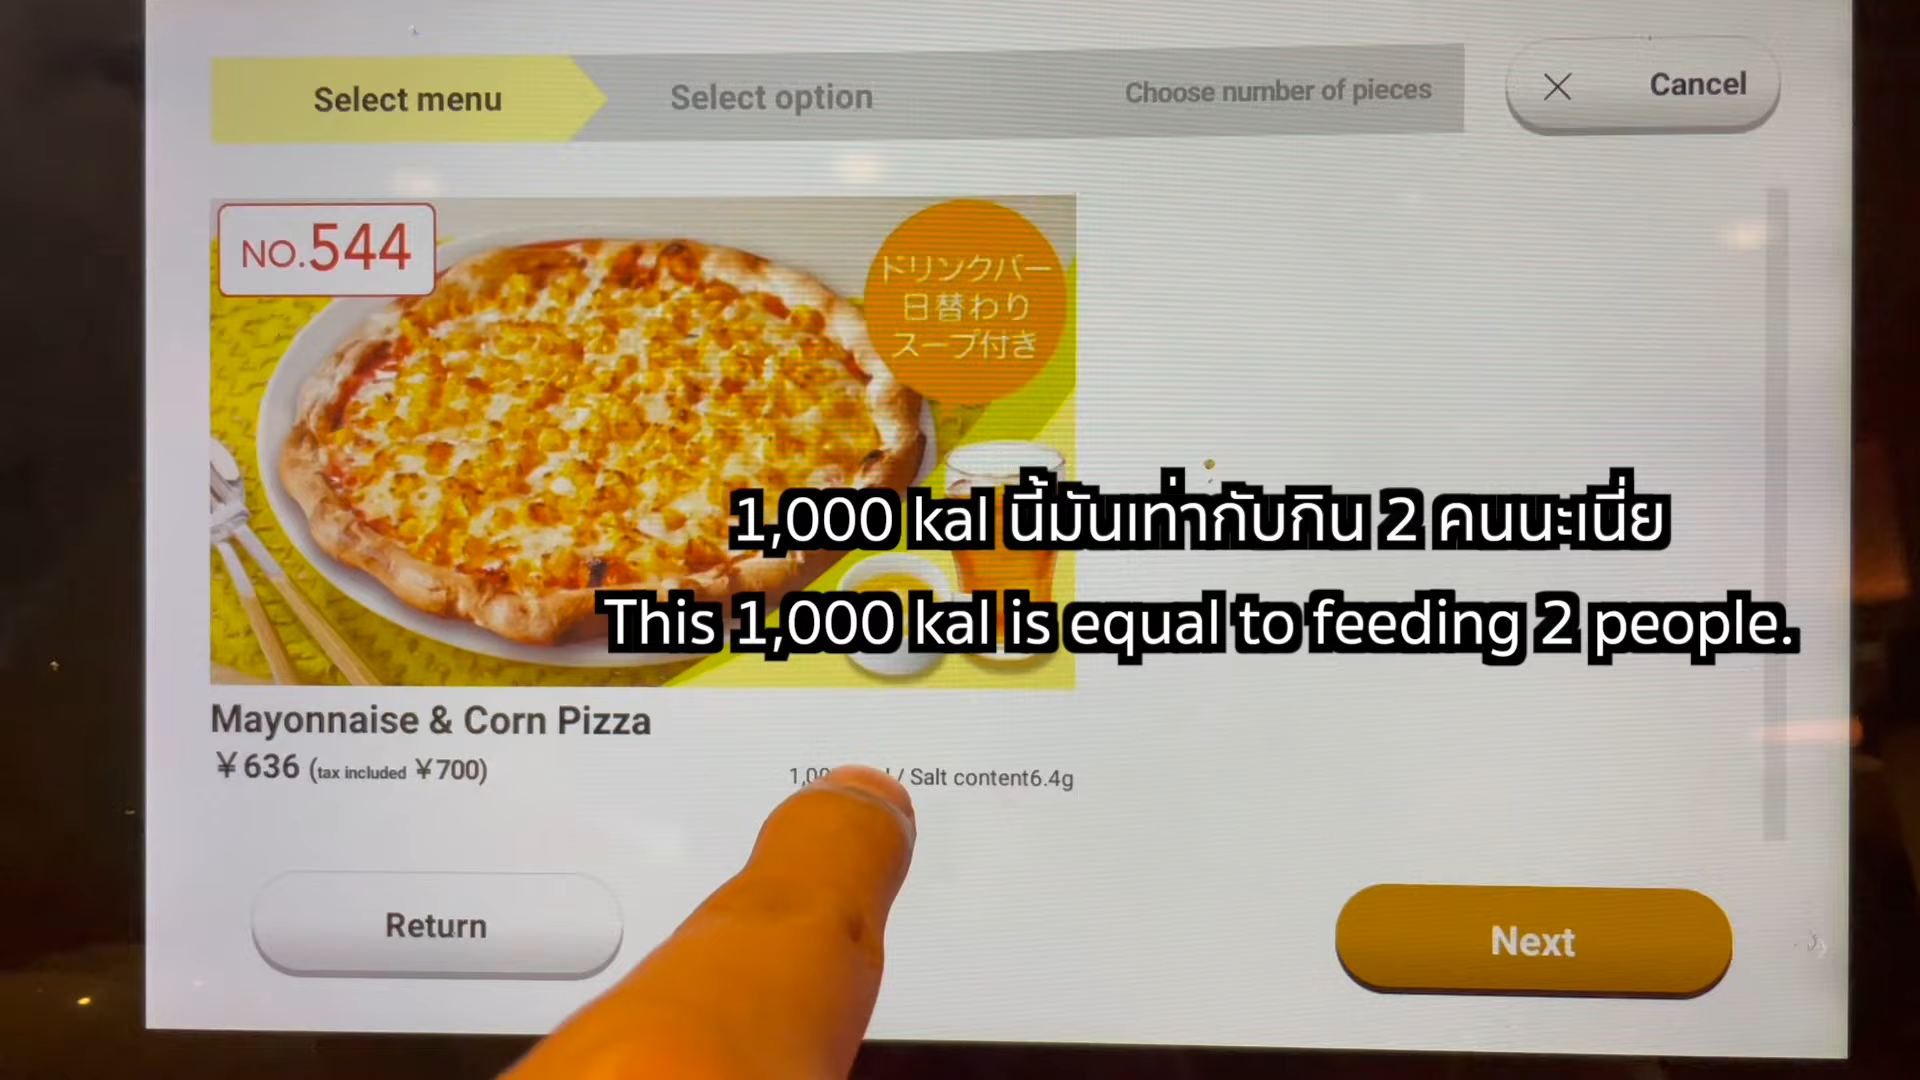 Select menu
Select option
Choose number of pieces
Cancel
NO.544
ドリンクバー
日替わり
スープ付き
1,000 kal นี้มันเท่ากับกิน 2 คนนะเนี่ย
This 1,000 kal is equal to feeding 2 people.
Mayonnaise & Corn Pizza
¥636 (tax included ¥700)
/ Salt content6.4g
Return
Next